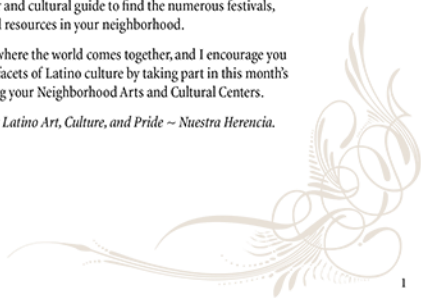 and cultural guide to find the numerous festivals,
resources in your neighborhood.
where the world comes together, and I encourage you
facets of Latino culture by taking part in this month's
your Neighborhood Arts and Cultural Centers.
Latino Art, Culture, and Pride ~ Nuestra Herencia.
1